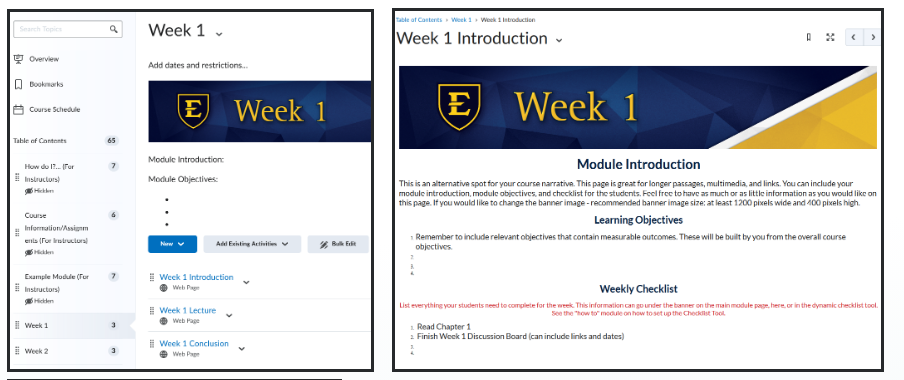 Search Topics
Overview
Bookmarks
Course Schedule
Table of Contents 65
How do I?... (For 7
Instructors)
Hidden
Course 6
Information/Assignm
ents (For Instructors)
Hidden
Example Module (For 7
Instructors)
Hidden
Week 1 3
Week 2 3
Week 1
Add dates and restrictions...
E Week 1
Module Introduction:
Module Objectives:
New Add Existing Activities Bulk Edit
Week 1 Introduction
Web Page
Week 1 Lecture
Web Page
Week 1 Conclusion
Web Page
Table of Contents › Week 1 › Week 1 Introduction
Week 1 Introduction
E Week 1
Module Introduction
This is an alternative spot for your course narrative. This page is great for longer passages, multimedia, and links. You can include your
module introduction, module objectives, and checklist for the students. Feel free to have as much or as little information as you would like on
this page. If you would like to change the banner image - recommended banner image size: at least 1200 pixels wide and 400 pixels high.
Learning Objectives
1. Remember to include relevant objectives that contain measurable outcomes. These will be built by you from the overall course
objectives.
2.
3.
4.
Weekly Checklist
List everything your students need to complete for the week. This information can go under the banner on the main module page, here, or in the dynamic checklist tool.
See the "how to" module on how to set up the Checklist Tool.
1. Read Chapter 1
2. Finish Week 1 Discussion Board (can include links and dates)
3.
4.